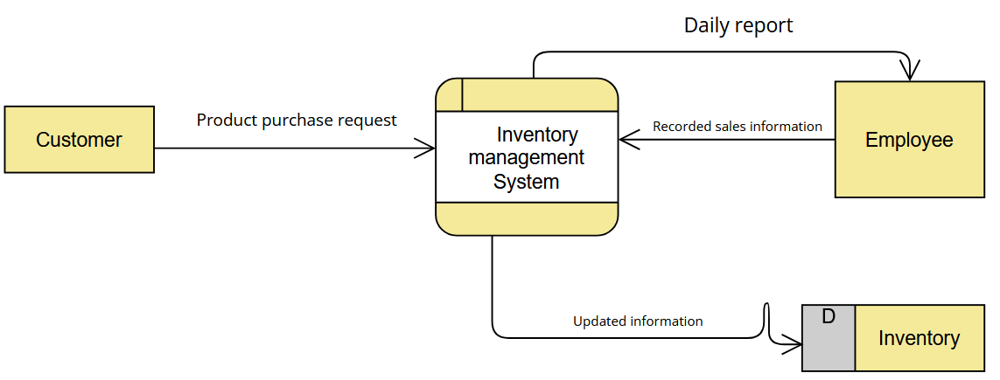 Daily report
Customer
Product purchase request
Inventory
management
System
Recorded sales information
Employee
Updated information
D
Inventory